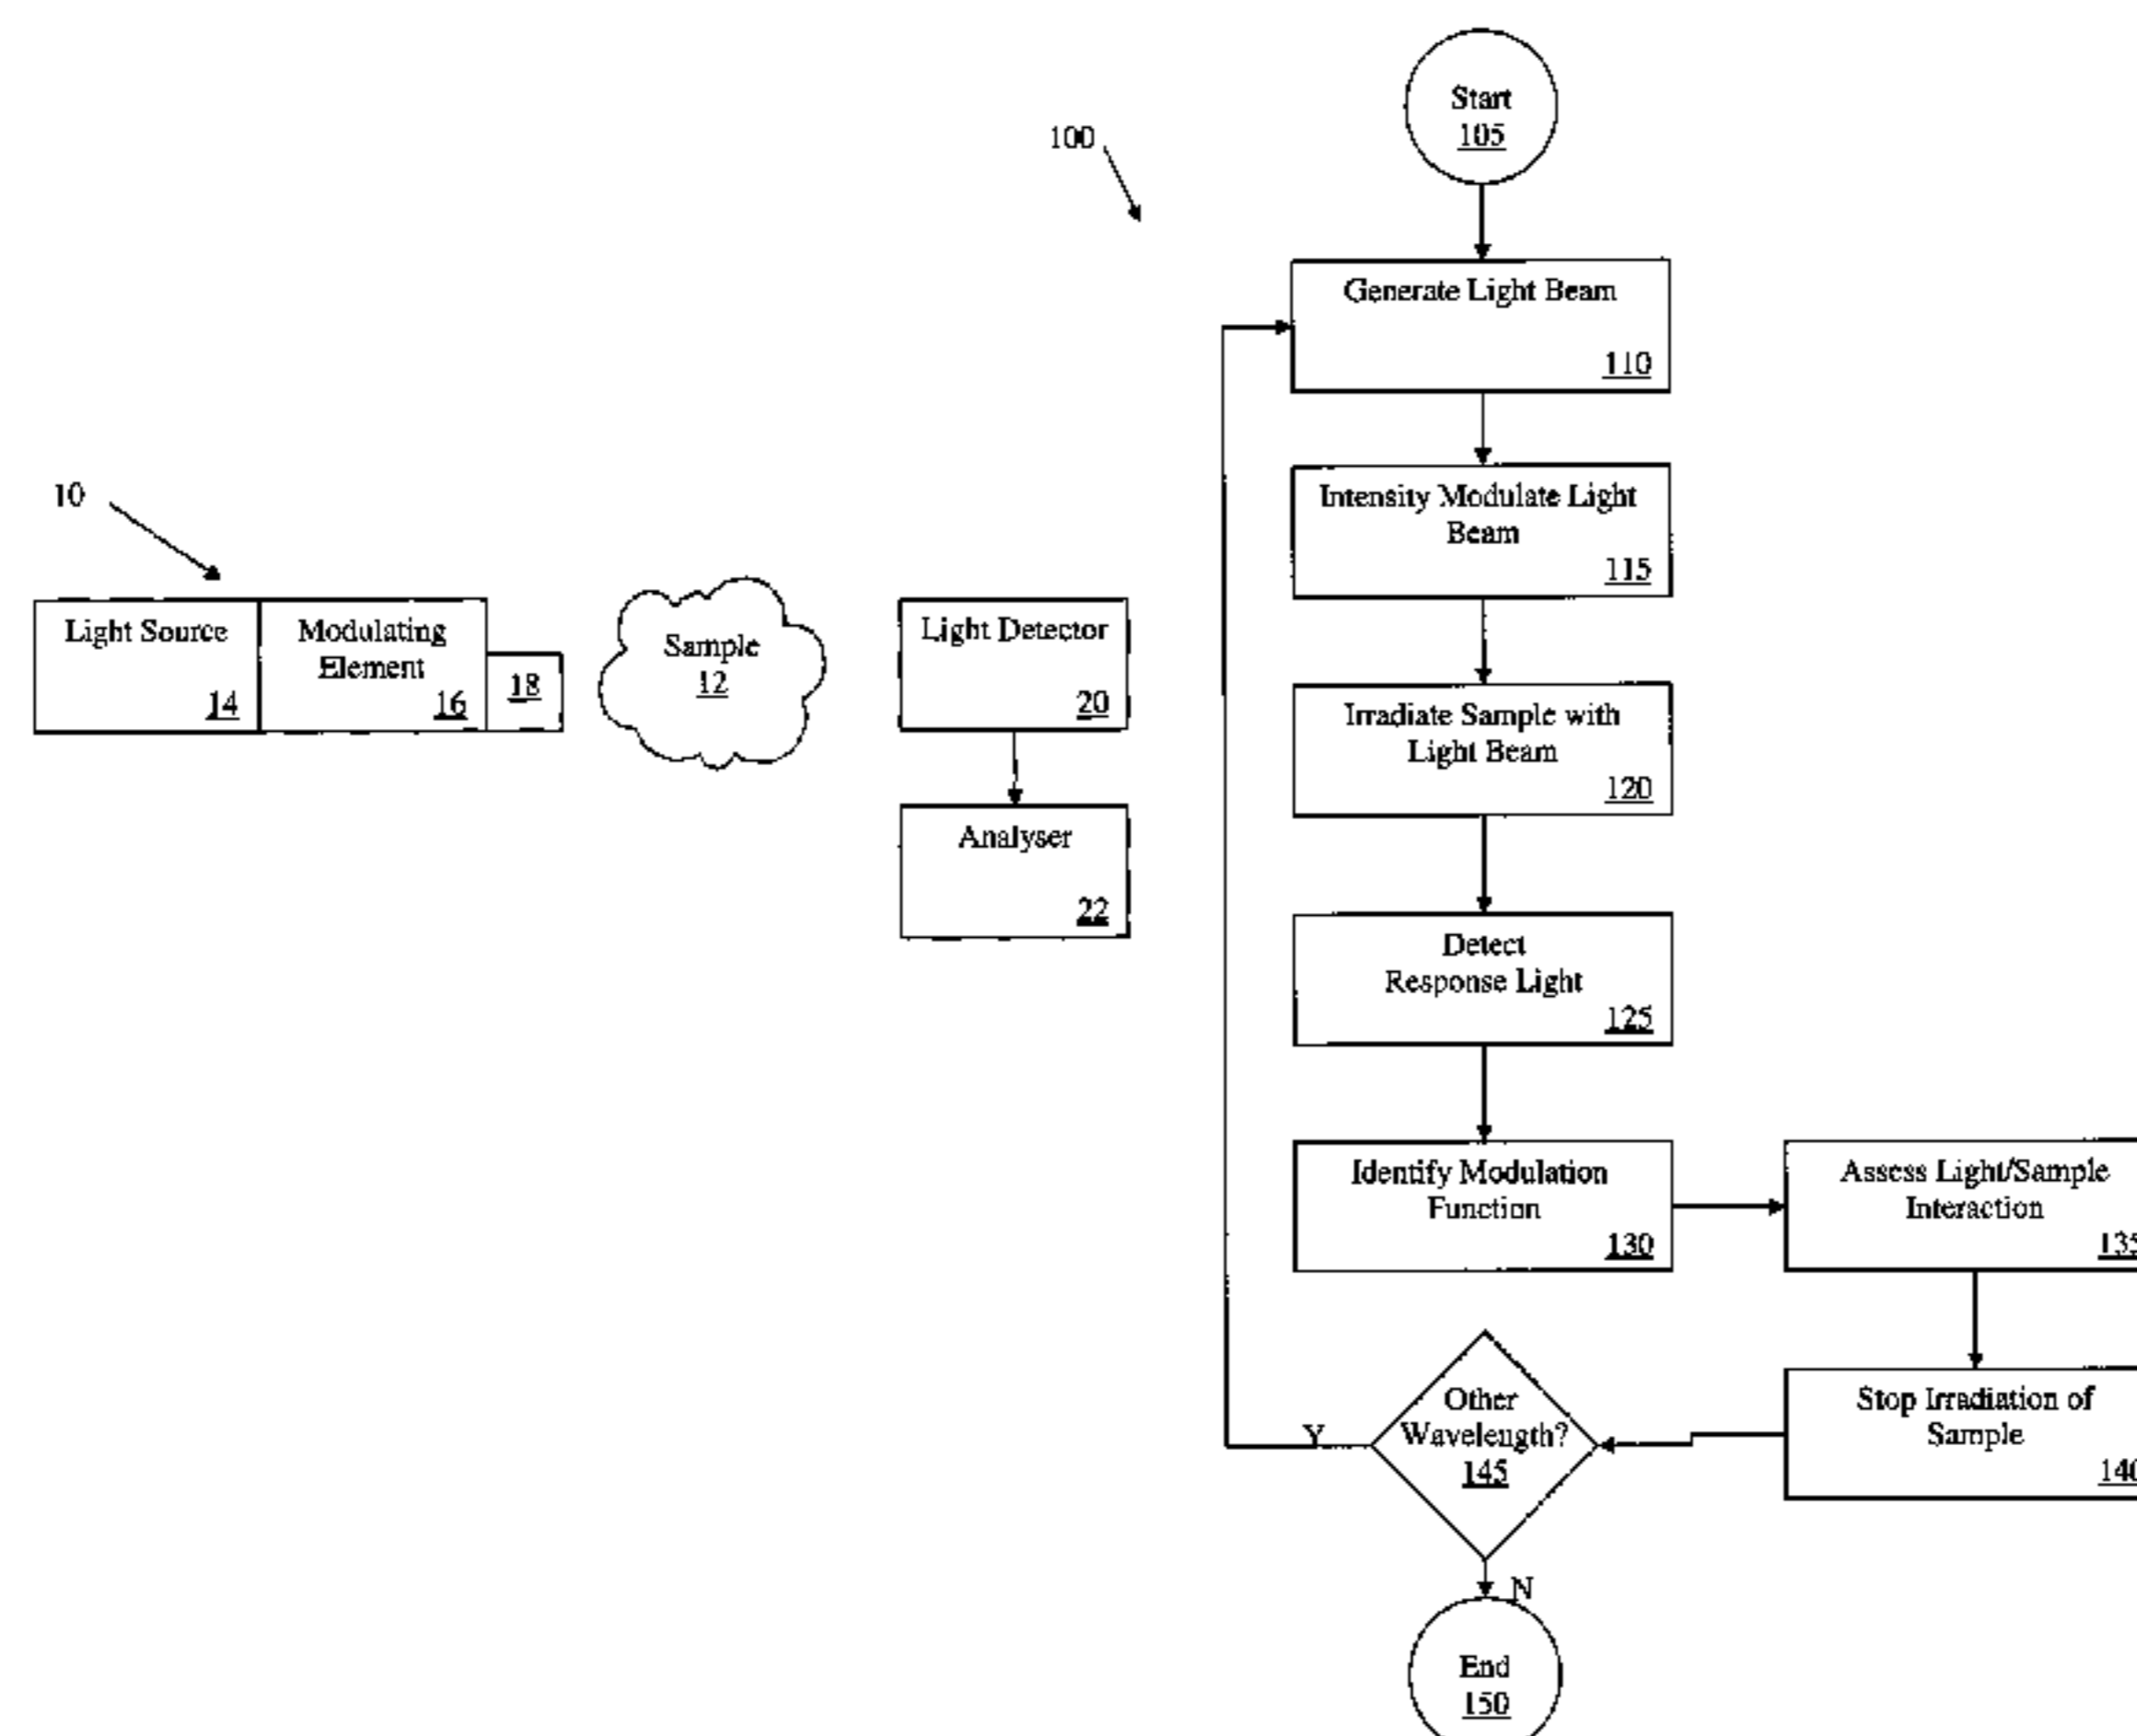 10
Light Source
14
Modulating
Element
16
18
Sample
12
Light Detector
20
Analyser
22
100
Start
105
Generate Light Beam
110
Intensity Modulate Light
Beam
115
Irradiate Sample with
Light Beam
120
Detect
Response Light
125
Identify Modulation
Function
130
Assess Light/Sample
Interaction
135
Stop Irradiation of
Sample
140
Other
Wavelength?
145
Y
N
End
150